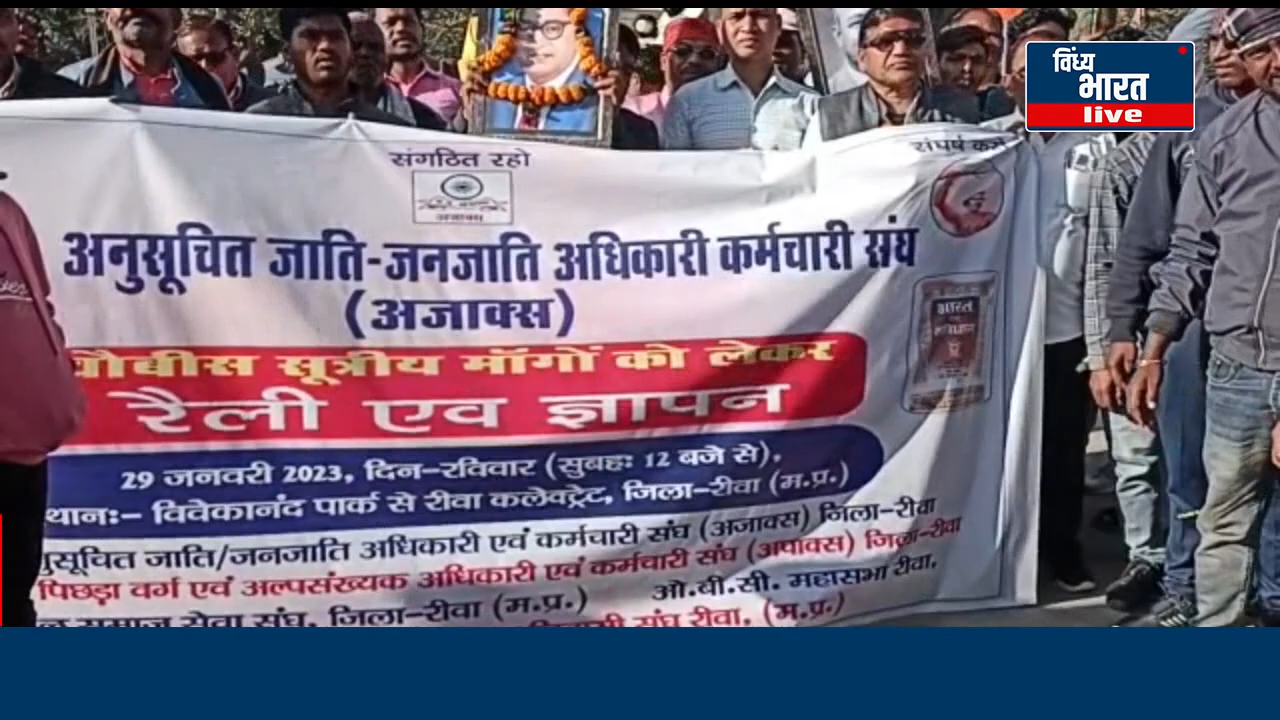 विंध्य
भारत
live
संगठित रहो
संघर्ष करो
अजाक्स
अनुसूचित जाति-जनजाति अधिकारी कर्मचारी संघ
(अजाक्स)
भारत
चौबीस सूत्रीय माँगों को लेकर
रैली एव ज्ञापन
29 जनवरी 2023, दिन-रविवार (सुबहः 12 बजे से),
थानः- विवेकानंद पार्क से रीवा कलेक्ट्रेट, जिला-रीवा (म.प्र.)
नुसूचित जाति/जनजाति अधिकारी एवं कर्मचारी संघ (अजाक्स) जिला-रीवा
पिछड़ा वर्ग एवं अल्पसंख्यक अधिकारी एवं कर्मचारी संघ (अपाक्स) जिला-रीवा
समाज सेवा संघ, जिला-रीवा (म.प्र.) ओ.बी.सी. महासभा रीवा,
संघ रीवा, (म.प्र.)